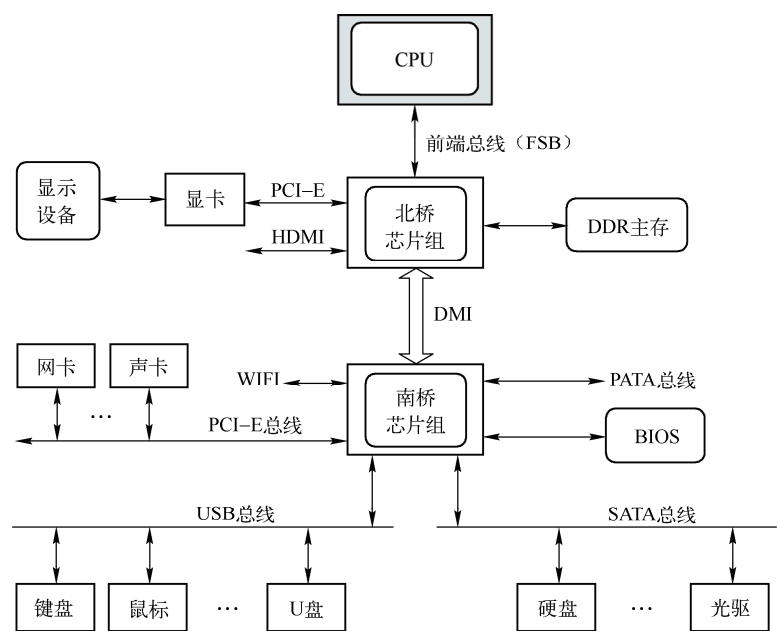 CPU
前端总线（FSB）
显示
设备
显卡
PCI–E
HDMI
北桥
芯片组
DDR主存
DMI
网卡
声卡
…
WIFI
PCI–E总线
南桥
芯片组
PATA总线
BIOS
USB总线
SATA总线
键盘
鼠标
…
U盘
硬盘
…
光驱